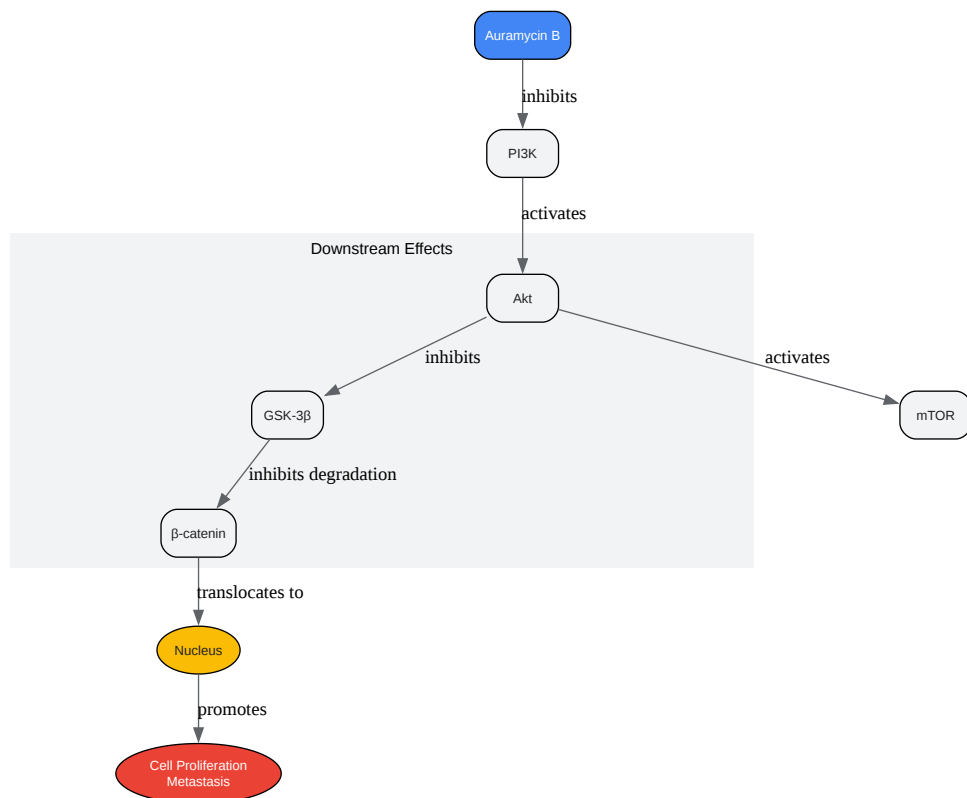 Auramycin B
inhibits
PI3K
activates
Downstream Effects
Akt
inhibits
activates
GSK-3β
mTOR
inhibits degradation
β-catenin
translocates to
Nucleus
promotes
Cell Proliferation
Metastasis